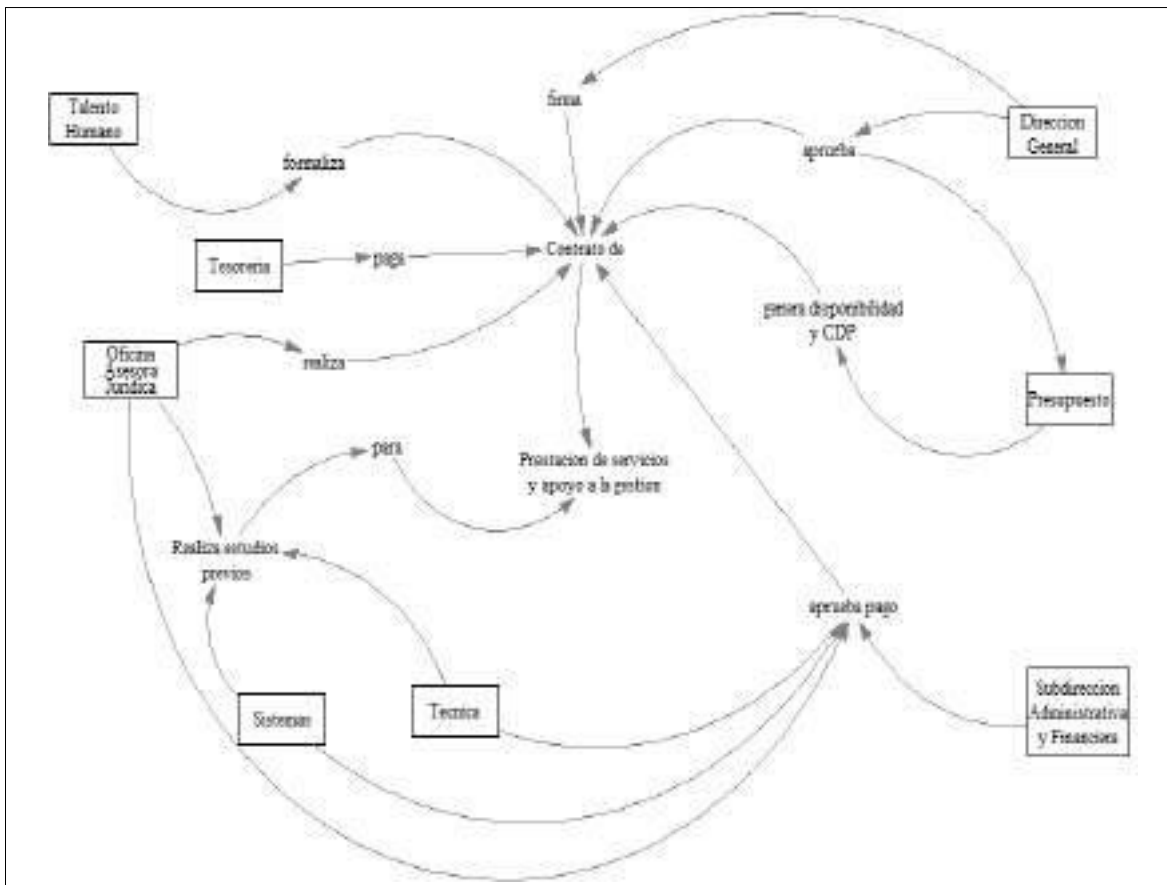 firma
Talento
Humano
Direccion
General
aprueba
formaliza
Contrato de
Tesoreria
paga
genera disponibilidad
y CDP
Oficina
Asesora
Juridica
realiza
Presupuesto
para
Prestacion de servicios
y apoyo a la gestion
Realiza estudios
previos
aprueba pago
Sistemas
Tecnica
Subdireccion
Administrativa
y Financiera